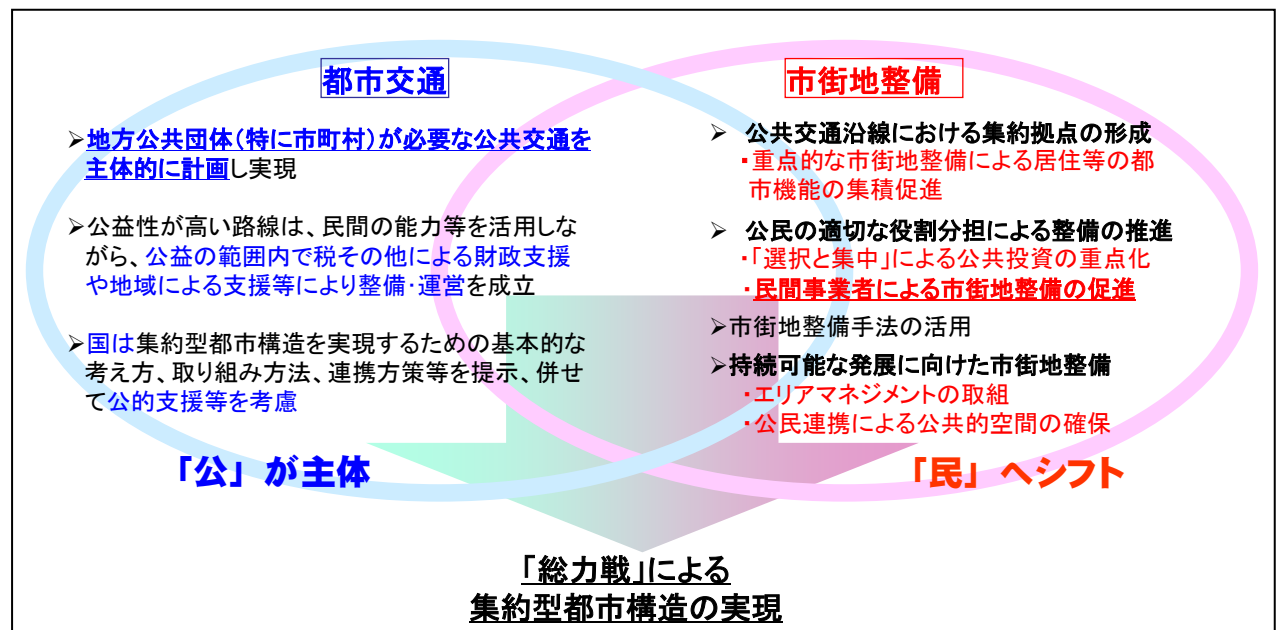 都市交通
➢地方公共団体（特に市町村）が必要な公共交通を
主体的に計画し実現
➢公益性が高い路線は、民間の能力等を活用しな
がら、公益の範囲内で税その他による財政支援
や地域による支援等により整備・運営を成立
➢国は集約型都市構造を実現するための基本的な
考え方、取り組み方法、連携方策等を提示、併せ
て公的支援等を考慮
「公」が主体
市街地整備
➢ 公共交通沿線における集約拠点の形成
・重点的な市街地整備による居住等の都
市機能の集積促進
➢ 公民の適切な役割分担による整備の推進
・「選択と集中」による公共投資の重点化
・民間事業者による市街地整備の促進
➢市街地整備手法の活用
➢持続可能な発展に向けた市街地整備
・エリアマネジメントの取組
・公民連携による公共的空間の確保
「民」へシフト
「総力戦」による
集約型都市構造の実現